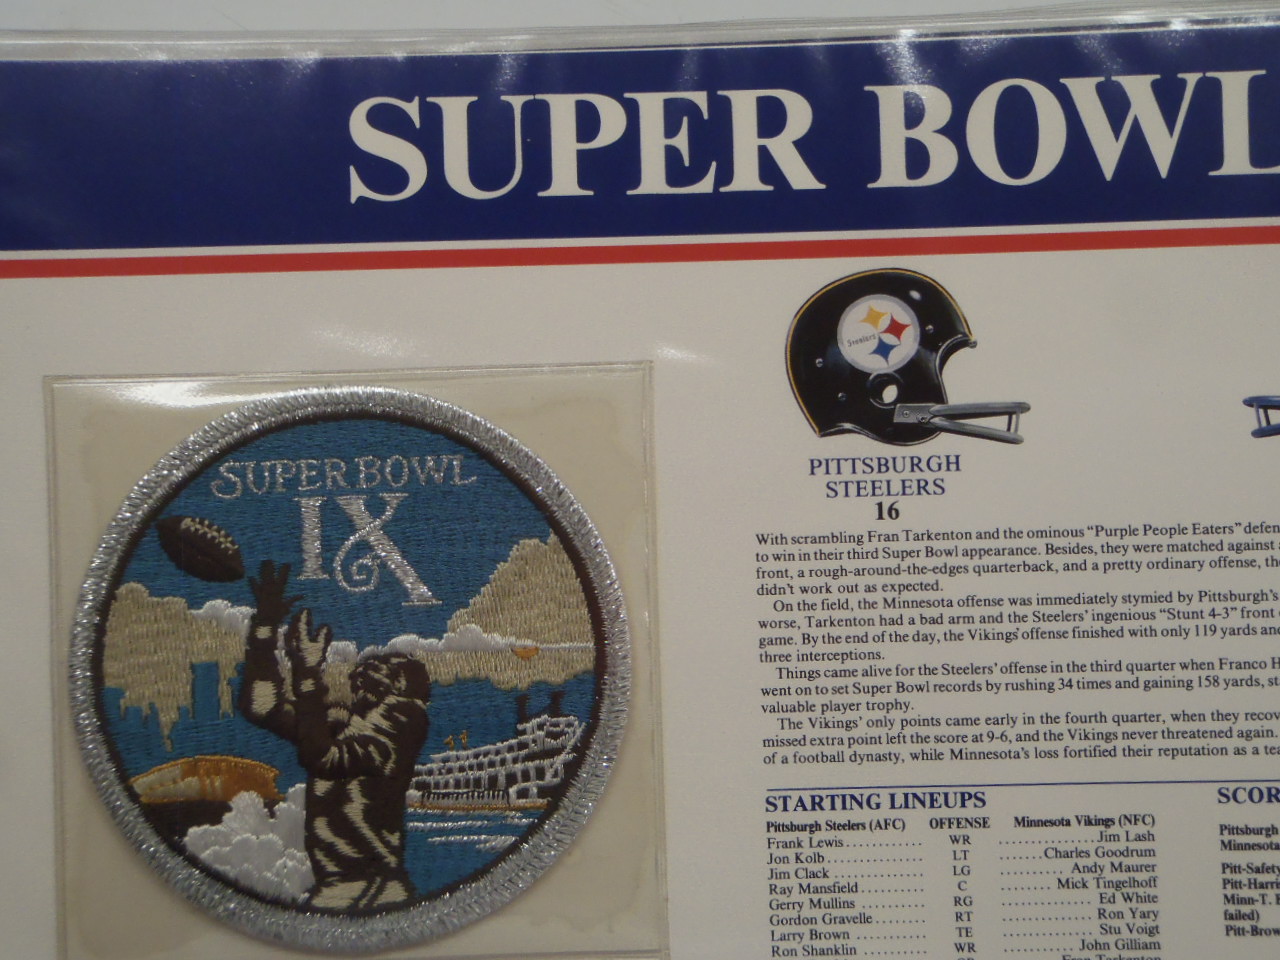 SUPER BOWL
SUPER BOWL
IX
Steelers
PITTSBURGH
STEELERS
16
With scrambling Fran Tarkenton and the ominous “Purple People Eaters” defen
to win in their third Super Bowl appearance. Besides, they were matched against
front, a rough-around-the-edges quarterback, and a pretty ordinary offense, the
didn’t work out as expected.
On the field, the Minnesota offense was immediately stymied by Pittsburgh’s
worse, Tarkenton had a bad arm and the Steelers’ ingenious “Stunt 4-3” front
game. By the end of the day, the Vikings’ offense finished with only 119 yards and
three interceptions.
Things came alive for the Steelers’ offense in the third quarter when Franco H
went on to set Super Bowl records by rushing 34 times and gaining 158 yards, st
valuable player trophy.
The Vikings’ only points came early in the fourth quarter, when they recov
missed extra point left the score at 9-6, and the Vikings never threatened again.
of a football dynasty, while Minnesota’s loss fortified their reputation as a tea
STARTING LINEUPS
Pittsburgh Steelers (AFC) OFFENSE Minnesota Vikings (NFC)
Frank Lewis............ WR ....................Jim Lash
Jon Kolb............... LT .......Charles Goodrum
Jim Clack.............. LG ............ Andy Maurer
Ray Mansfield......... C ........ Mick Tingelhoff
Gerry Mullins .......... RG .................. Ed White
Gordon Gravelle....... RT ................. Ron Yary
Larry Brown ........... TE ................ Stu Voigt
Ron Shanklin .......... WR ............. John Gilliam
Fran Tarkenton
SCOR
Pittsburgh
Minnesota
Pitt-Safety
Pitt-Harri
Minn-T. B
failed)
Pitt-Brow